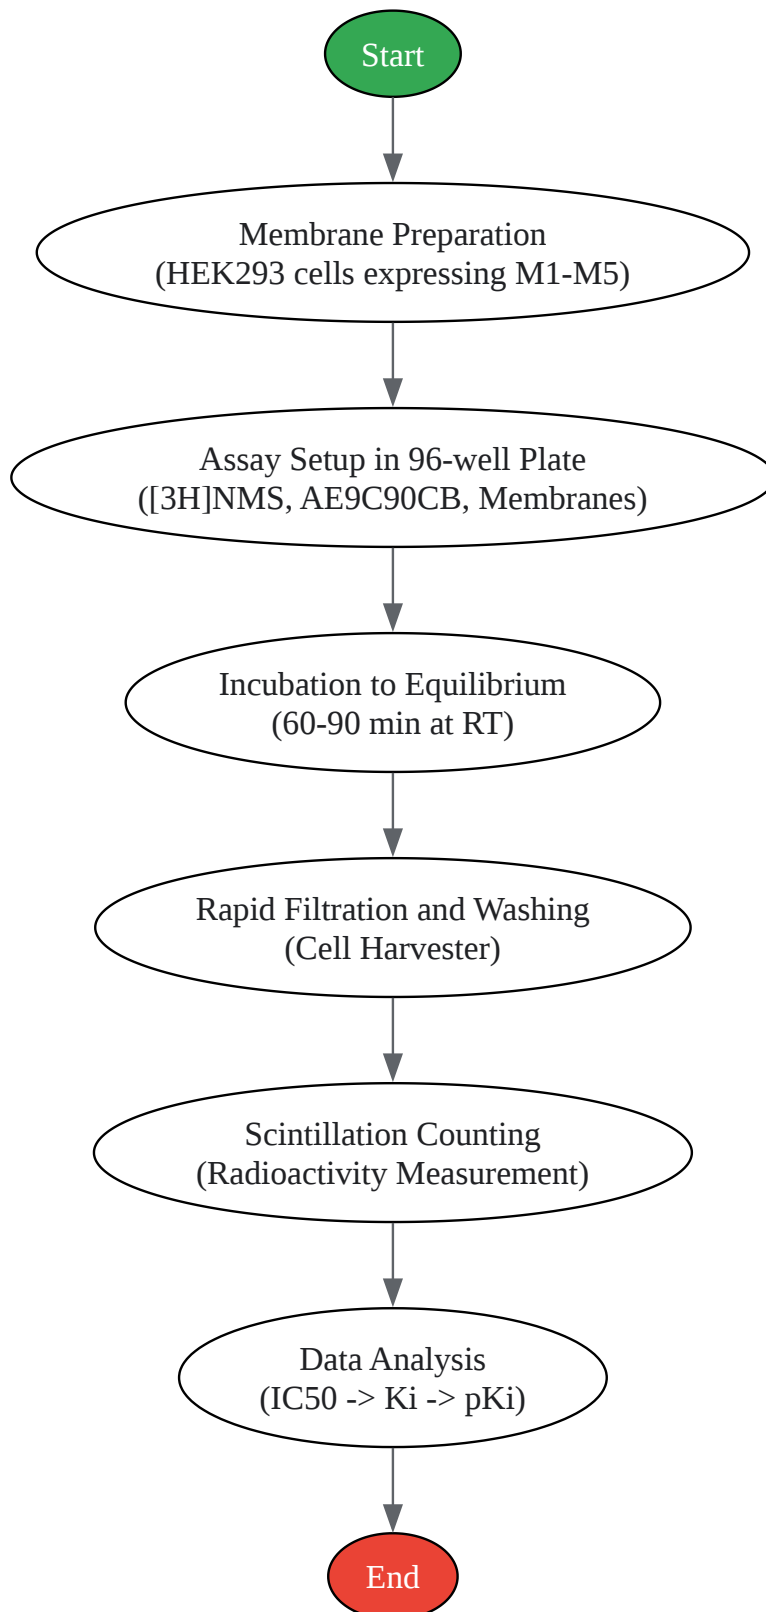 Start
Membrane Preparation
(HEK293 cells expressing M1-M5)
Assay Setup in 96-well Plate
([3H]NMS, AE9C90CB, Membranes)
Incubation to Equilibrium
(60-90 min at RT)
Rapid Filtration and Washing
(Cell Harvester)
Scintillation Counting
(Radioactivity Measurement)
Data Analysis
(IC50 -> Ki -> pKi)
End